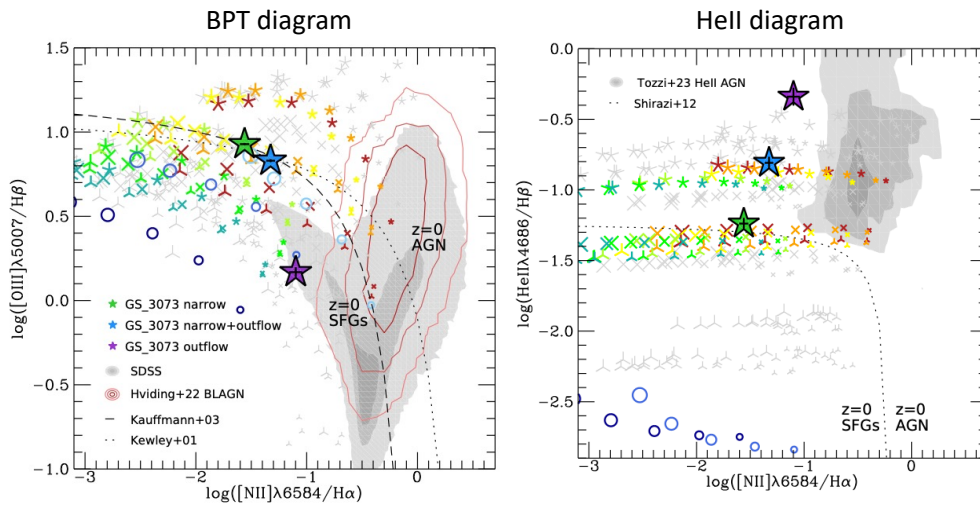 BPT diagram
HeII diagram
1.5
1.0
0.5
0.0
−0.5
−1.0
log([OIII]λ5007/Hβ)
z=0
AGN
z=0
SFGs
GS_3073 narrow
GS_3073 narrow+outflow
GS_3073 outflow
SDSS
Hviding+22 BLAGN
Kauffmann+03
Kewley+01
−3
−2
−1
0
log([NII]λ6584/Hα)
0.0
−0.5
−1.0
−1.5
−2.0
−2.5
log(HeIIλ4686/Hβ)
Tozzi+23 HeII AGN
Shirazi+12
z=0
SFGs
z=0
AGN
−3
−2
−1
0
log([NII]λ6584/Hα)